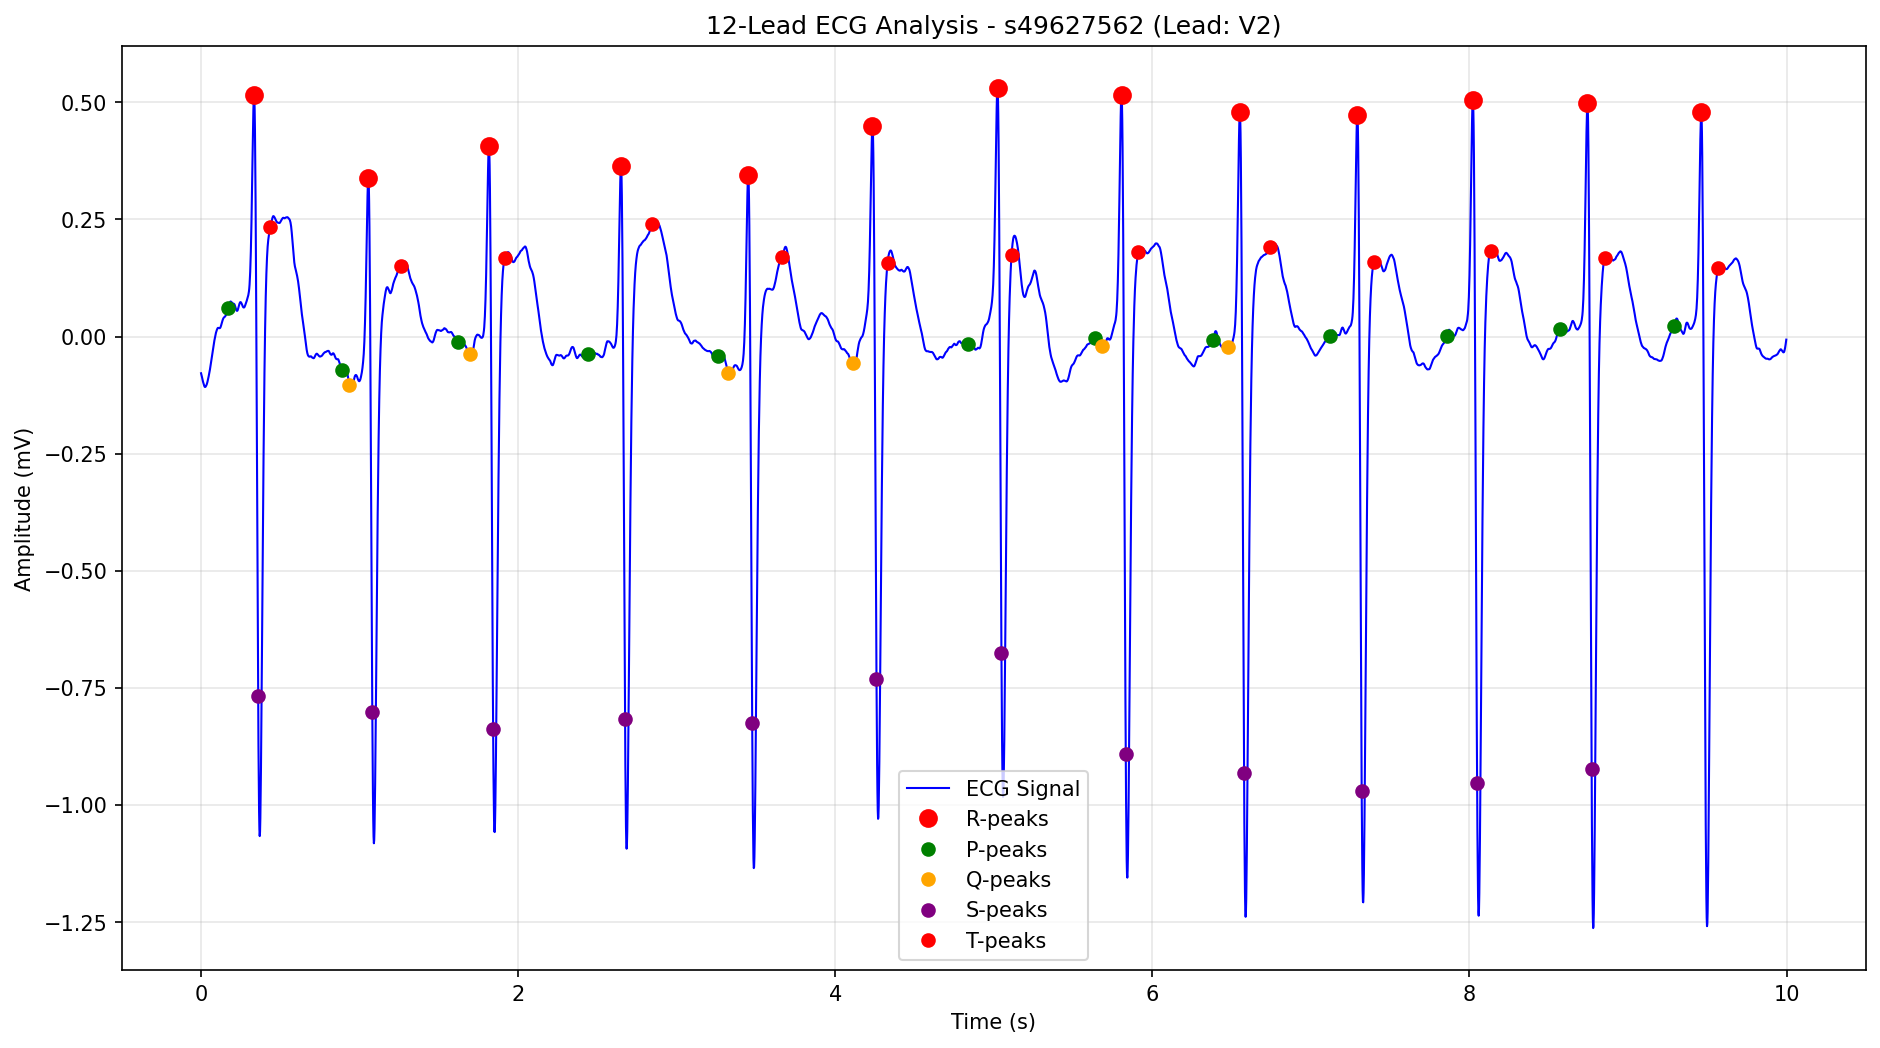 12-Lead ECG Analysis - s49627562 (Lead: V2)
Amplitude (mV)
0.50
0.25
0.00
−0.25
−0.50
−0.75
−1.00
−1.25
ECG Signal
R-peaks
P-peaks
Q-peaks
S-peaks
T-peaks
0 2 4 6 8 10
Time (s)